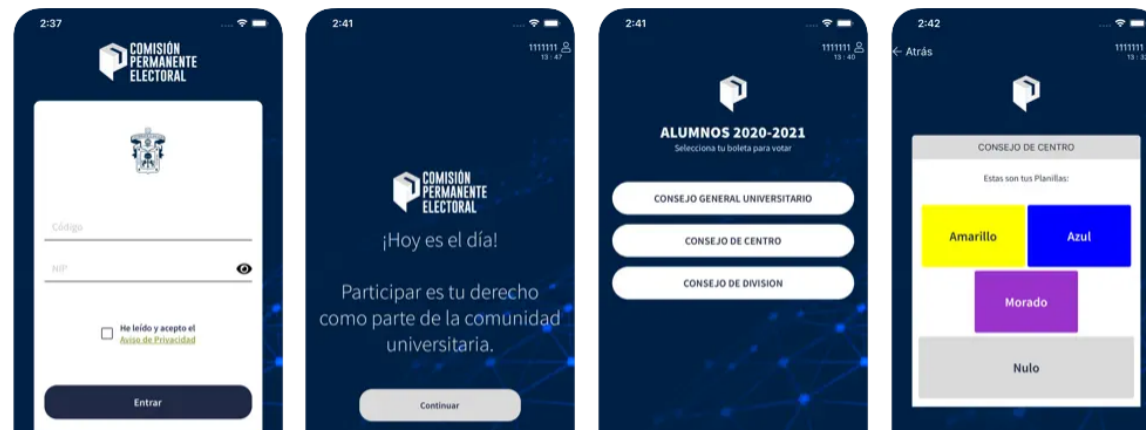 2:37
COMISIÓN
PERMANENTE
ELECTORAL
Código
NIP
He leído y acepto el
Aviso de Privacidad
Entrar
2:41
1111111
13 : 47
COMISIÓN
PERMANENTE
ELECTORAL
¡Hoy es el día!
Participar es tu derecho
como parte de la comunidad
universitaria.
Continuar
2:41
1111111
13 : 40
ALUMNOS 2020-2021
Selecciona tu boleta para votar
CONSEJO GENERAL UNIVERSITARIO
CONSEJO DE CENTRO
CONSEJO DE DIVISION
2:42
Atrás
1111111
CONSEJO DE CENTRO
Estas son tus Planillas:
Amarillo
Azul
Morado
Nulo